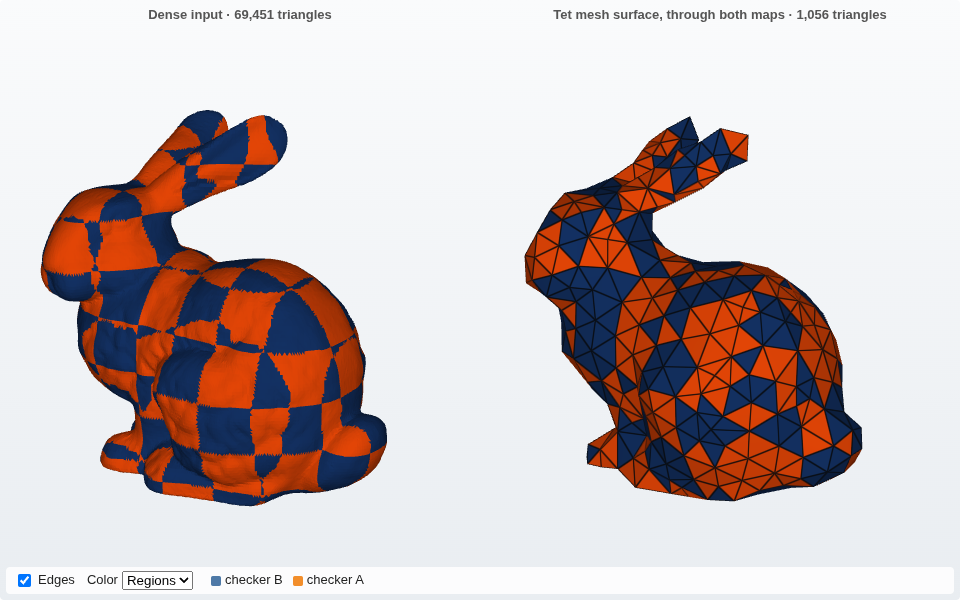 Dense input · 69,451 triangles
Tet mesh surface, through both maps · 1,056 triangles
Edges Color Regions checker B checker A